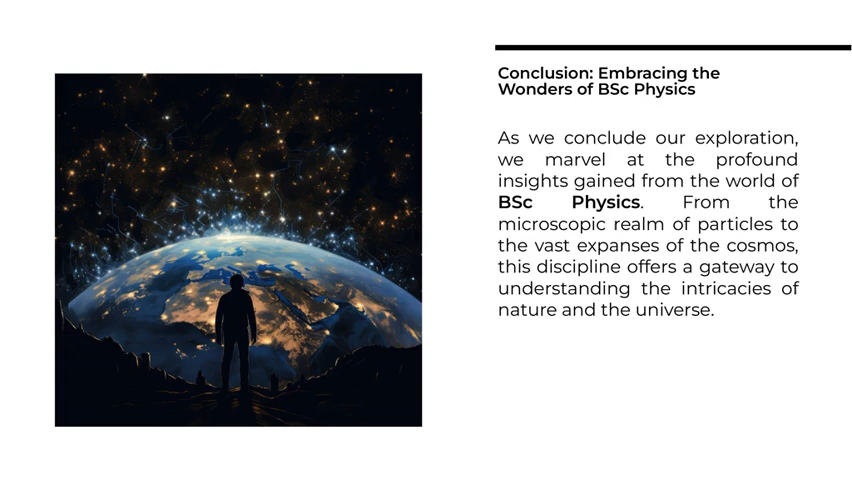 Conclusion: Embracing the
Wonders of BSc Physics
As we conclude our exploration,
we marvel at the profound
insights gained from the world of
BSc Physics. From the
microscopic realm of particles to
the vast expanses of the cosmos,
this discipline offers a gateway to
understanding the intricacies of
nature and the universe.